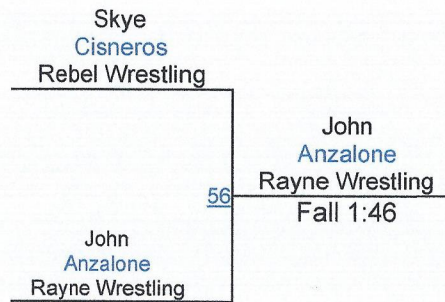 Skye
Cisneros
Rebel Wrestling
John
Anzalone
Rayne Wrestling
56
Fall 1:46
John
Anzalone
Rayne Wrestling